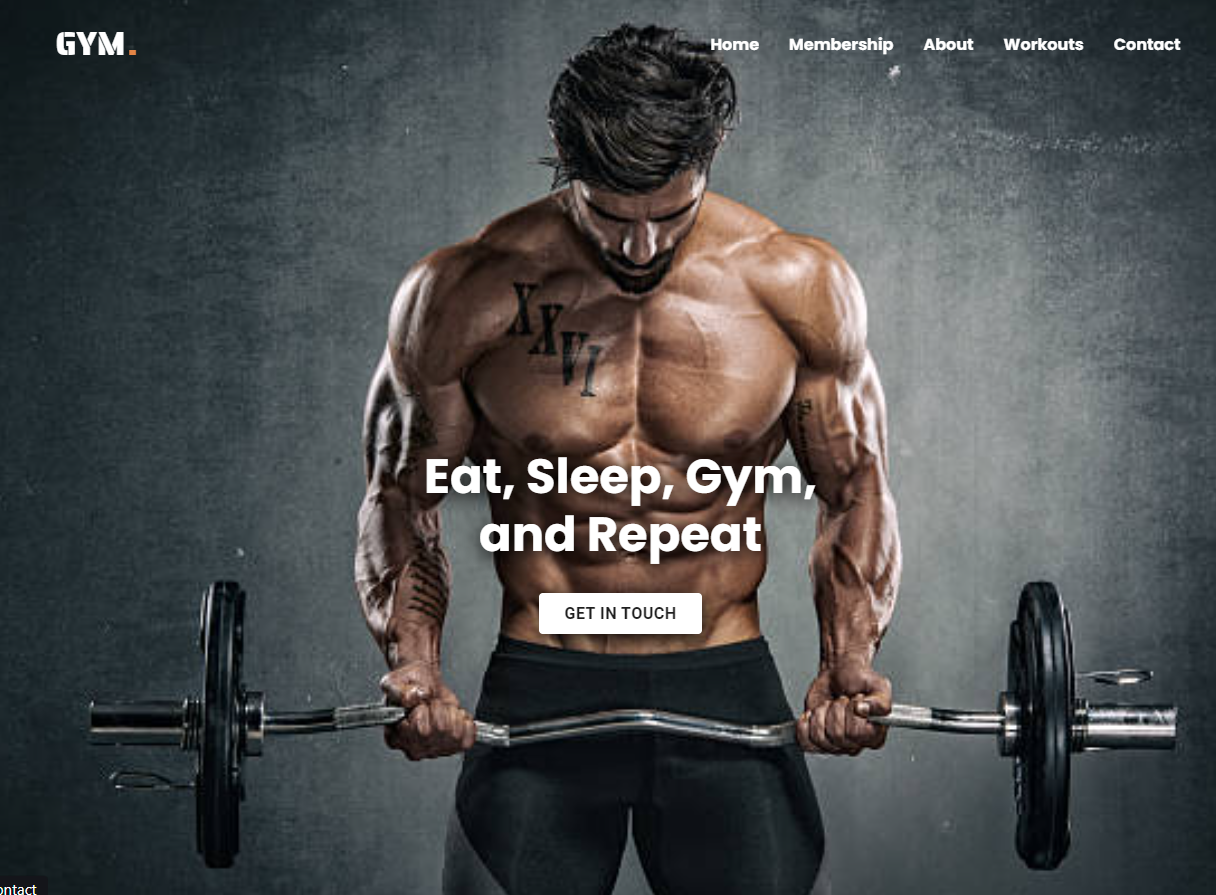 GYM.
Home Membership About Workouts Contact
XXVI
Eat, Sleep, Gym,
and Repeat
GET IN TOUCH
ontact